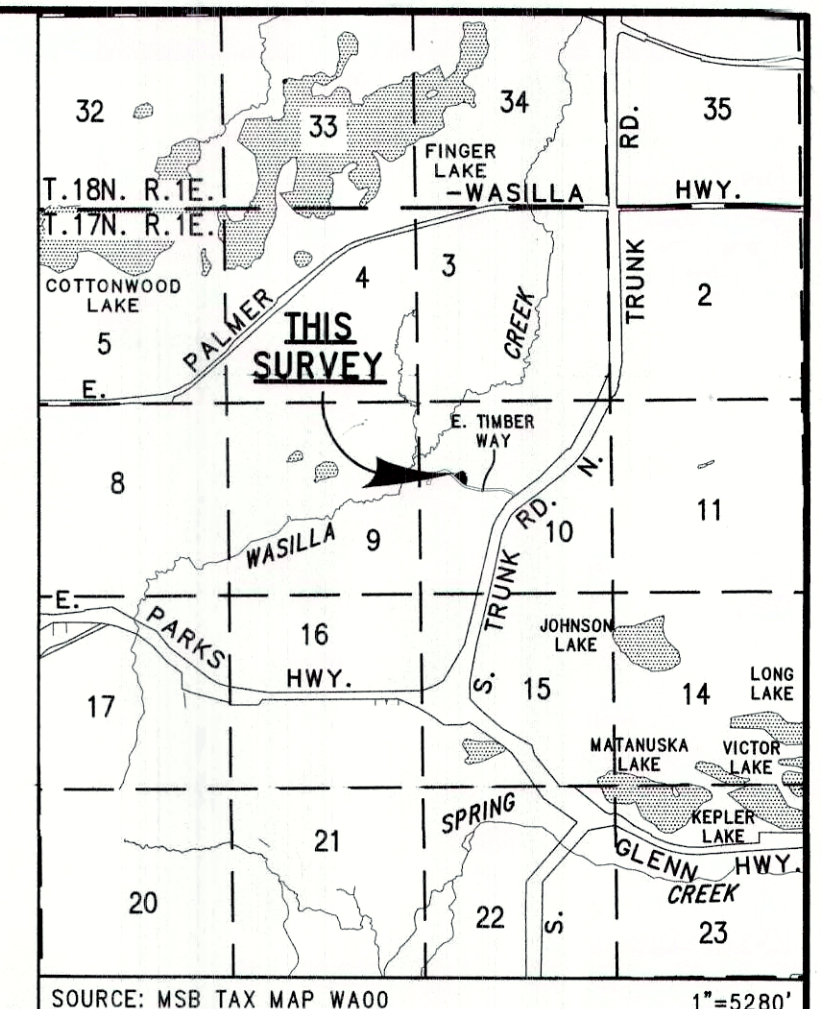 32
33
34
35
RD.
FINGER
LAKE
T.18N. R.1E.
-WASILLA
HWY.
T.17N. R.1E.
COTTONWOOD
LAKE
4
3
TRUNK
2
5
PALMER
E.
THIS
SURVEY
CREEK
E. TIMBER
WAY
8
N.
RD.
10
11
WASILLA
9
E.
PARKS
16
HWY.
TRUNK
S.
JOHNSON
LAKE
15
14
LONG
LAKE
17
MATANUSKA
LAKE
VICTOR
LAKE
KEPLER
LAKE
SPRING
21
GLENN
HWY.
CREEK
20
22
S.
23
SOURCE: MSB TAX MAP WA00
1"=5280'